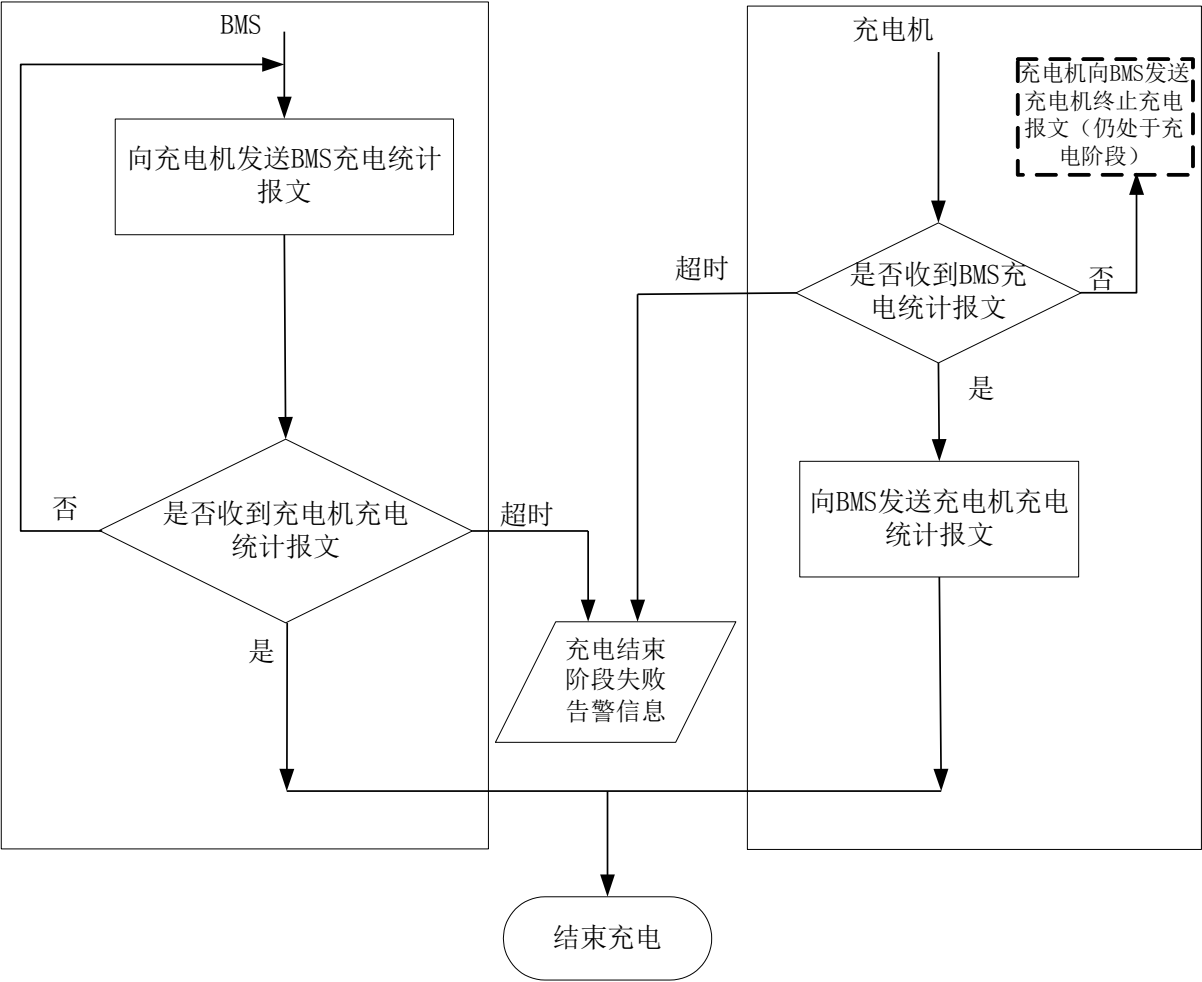 BMS
向充电机发送BMS充电统计
报文
否
是否收到充电机充电
统计报文
超时
是
充电结束
阶段失败
告警信息
充电机
充电机向BMS发送
充电机终止充电
报文（仍处于充
电阶段）
超时
是否收到BMS充
电统计报文
否
是
向BMS发送充电机充电
统计报文
结束充电